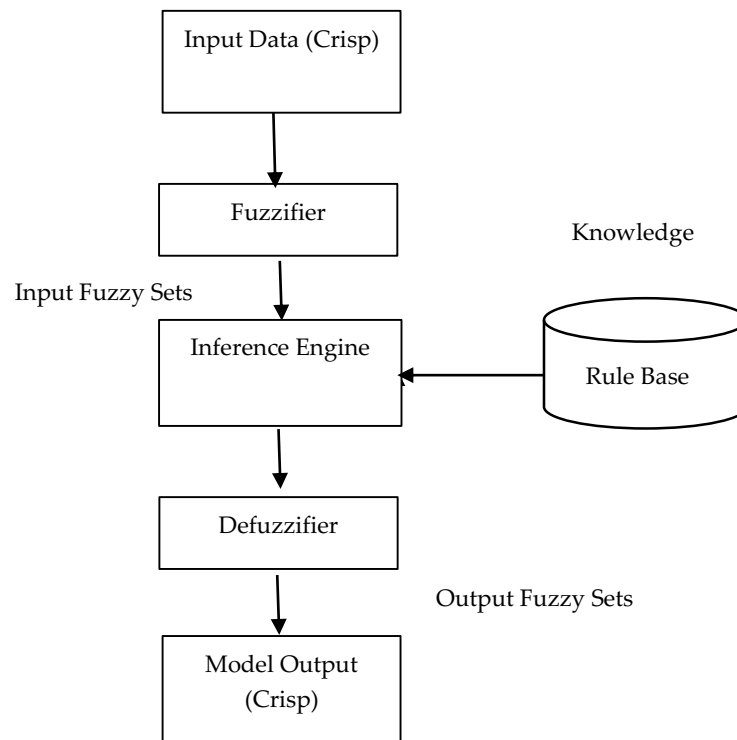 Input Data (Crisp)
Fuzzifier
Knowledge
Input Fuzzy Sets
Inference Engine
Rule Base
Defuzzifier
Output Fuzzy Sets
Model Output
(Crisp)